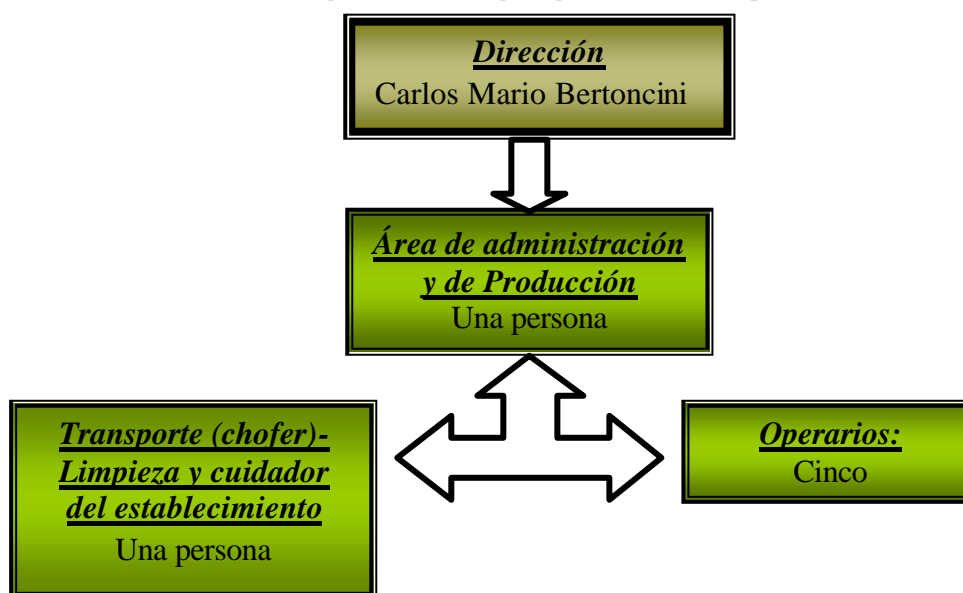 Dirección
Carlos Mario Bertoncini
Área de administración
y de Producción
Una persona
Transporte (chofer)-
Limpieza y cuidador
del establecimiento
Una persona
Operarios:
Cinco